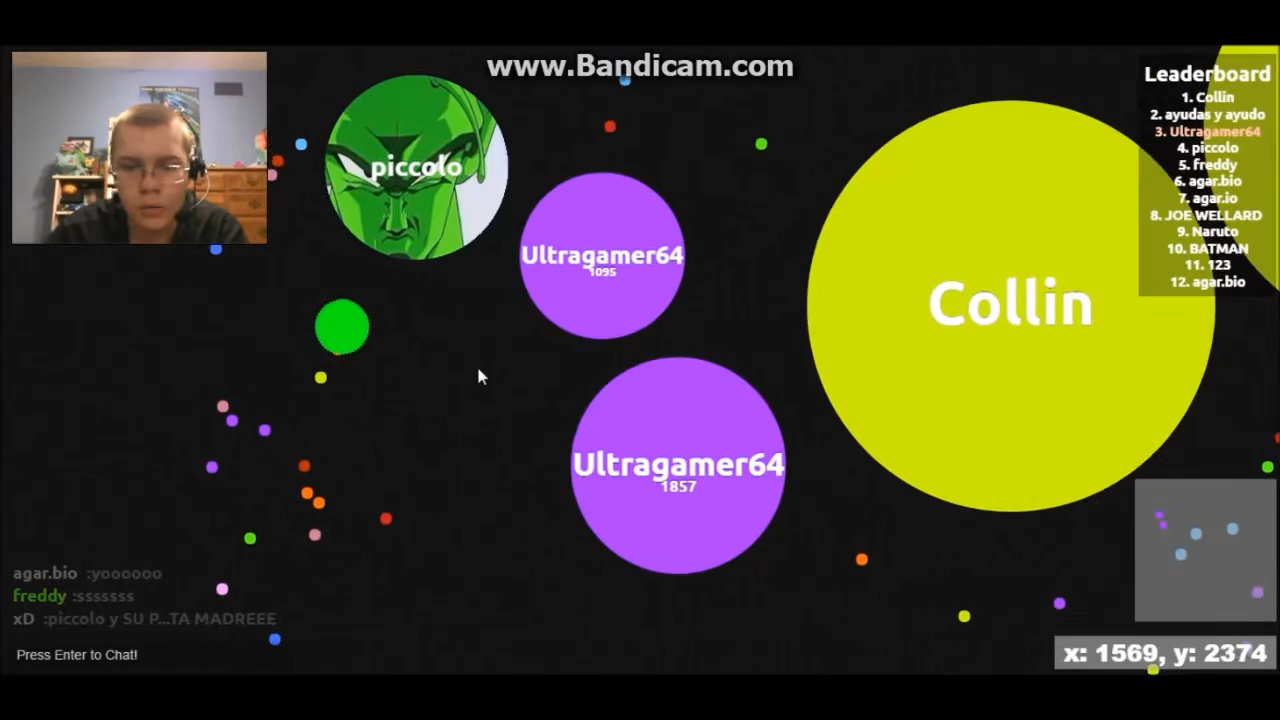 www.Bandicam.com
Leaderboard
1. Collin
2. ayudas y ayudo
3. Ultragamer64
4. piccolo
5. freddy
6. agar.bio
7. agar.io
8. JOE WELLARD
9. Naruto
10. BATMAN
11. 123
12. agar.bio
piccolo
Ultragamer64
1095
Collin
Ultragamer64
1857
agar.bio :yoooooo
freddy :sssssss
xD :piccolo y SU P...TA MADREEE
Press Enter to Chat!
x: 1569, y: 2374